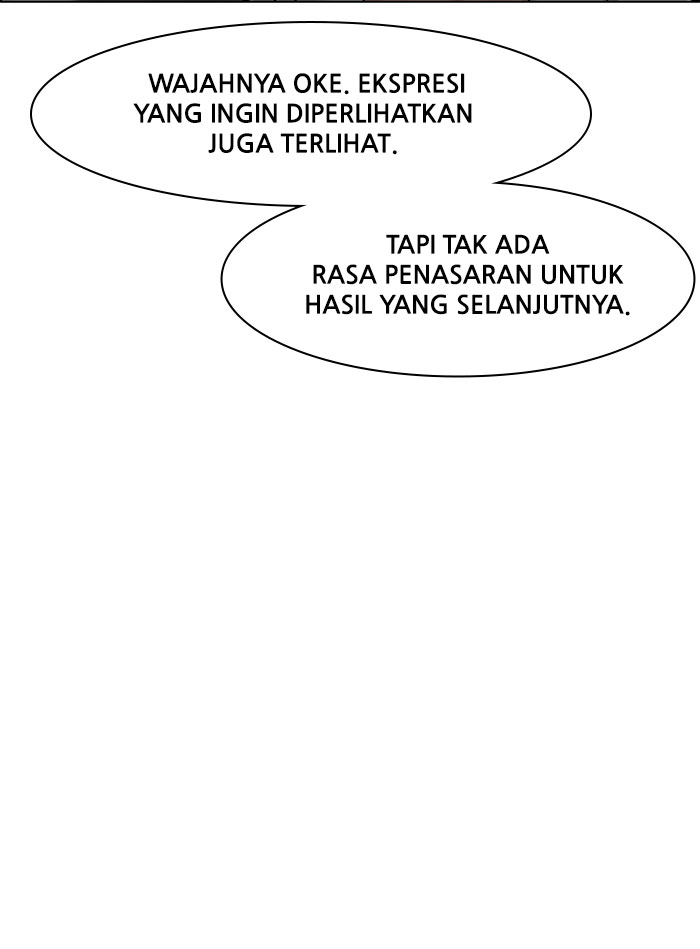 WAJAHNYA OKE. EKSPRESI
YANG INGIN DIPERLIHATKAN
JUGA TERLIHAT.
TAPI TAK ADA
RASA PENASARAN UNTUK
HASIL YANG SELANJUTNYA.